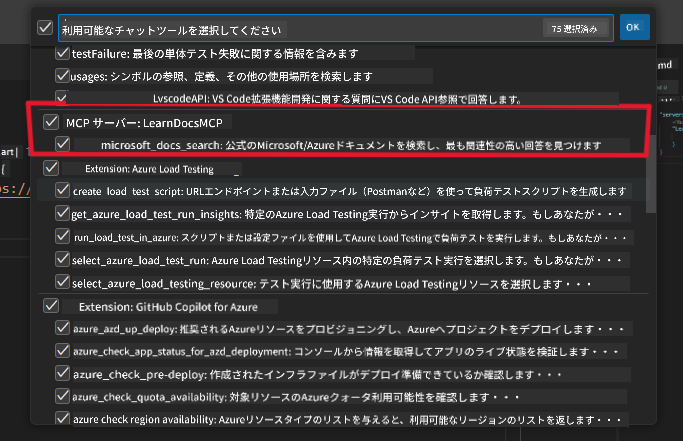 利用可能なチャットツールを選択してください
75 選択済み
OK
testFailure: 最後の単体テスト失敗に関する情報を含みます
usages: シンボルの参照、定義、その他の使用場所を検索します
LvscodeAPI: VS Code拡張機能開発に関する質問にVS Code API参照で回答します。
MCP サーバー: LearnDocsMCP
microsoft_docs_search: 公式のMicrosoft/Azureドキュメントを検索し、最も関連性の高い回答を見つけます
Extension: Azure Load Testing
create_load_test_script: URLエンドポイントまたは入力ファイル（Postmanなど）を使って負荷テストスクリプトを生成します
get_azure_load_test_run_insights: 特定のAzure Load Testing実行からインサイトを取得します。もしあなたが・・・
run_load_test_in_azure: スクリプトまたは設定ファイルを使用してAzure Load Testingで負荷テストを実行します。もしあなたが・・・
select_azure_load_test_run: Azure Load Testingリソース内の特定の負荷テスト実行を選択します。もしあなたが・・・
select_azure_load_testing_resource: テスト実行に使用するAzure Load Testingリソースを選択します・・・
Extension: GitHub Copilot for Azure
azure_azd_up_deploy: 推奨されるAzureリソースをプロビジョニングし、Azureへプロジェクトをデプロイします・・・
azure_check_app_status_for_azd_deployment: コンソールから情報を取得してアプリのライブ状態を検証します・・・
azure_check_pre-deploy: 作成されたインフラファイルがデプロイ準備できているか確認します・・・
azure_check_quota_availability: 対象リソースのAzureクォータ利用可能性を確認します・・・
azure check region availability: Azureリソースタイプのリストを与えると、利用可能なリージョンのリストを返します・・・
art|
{
s://
md
"servers